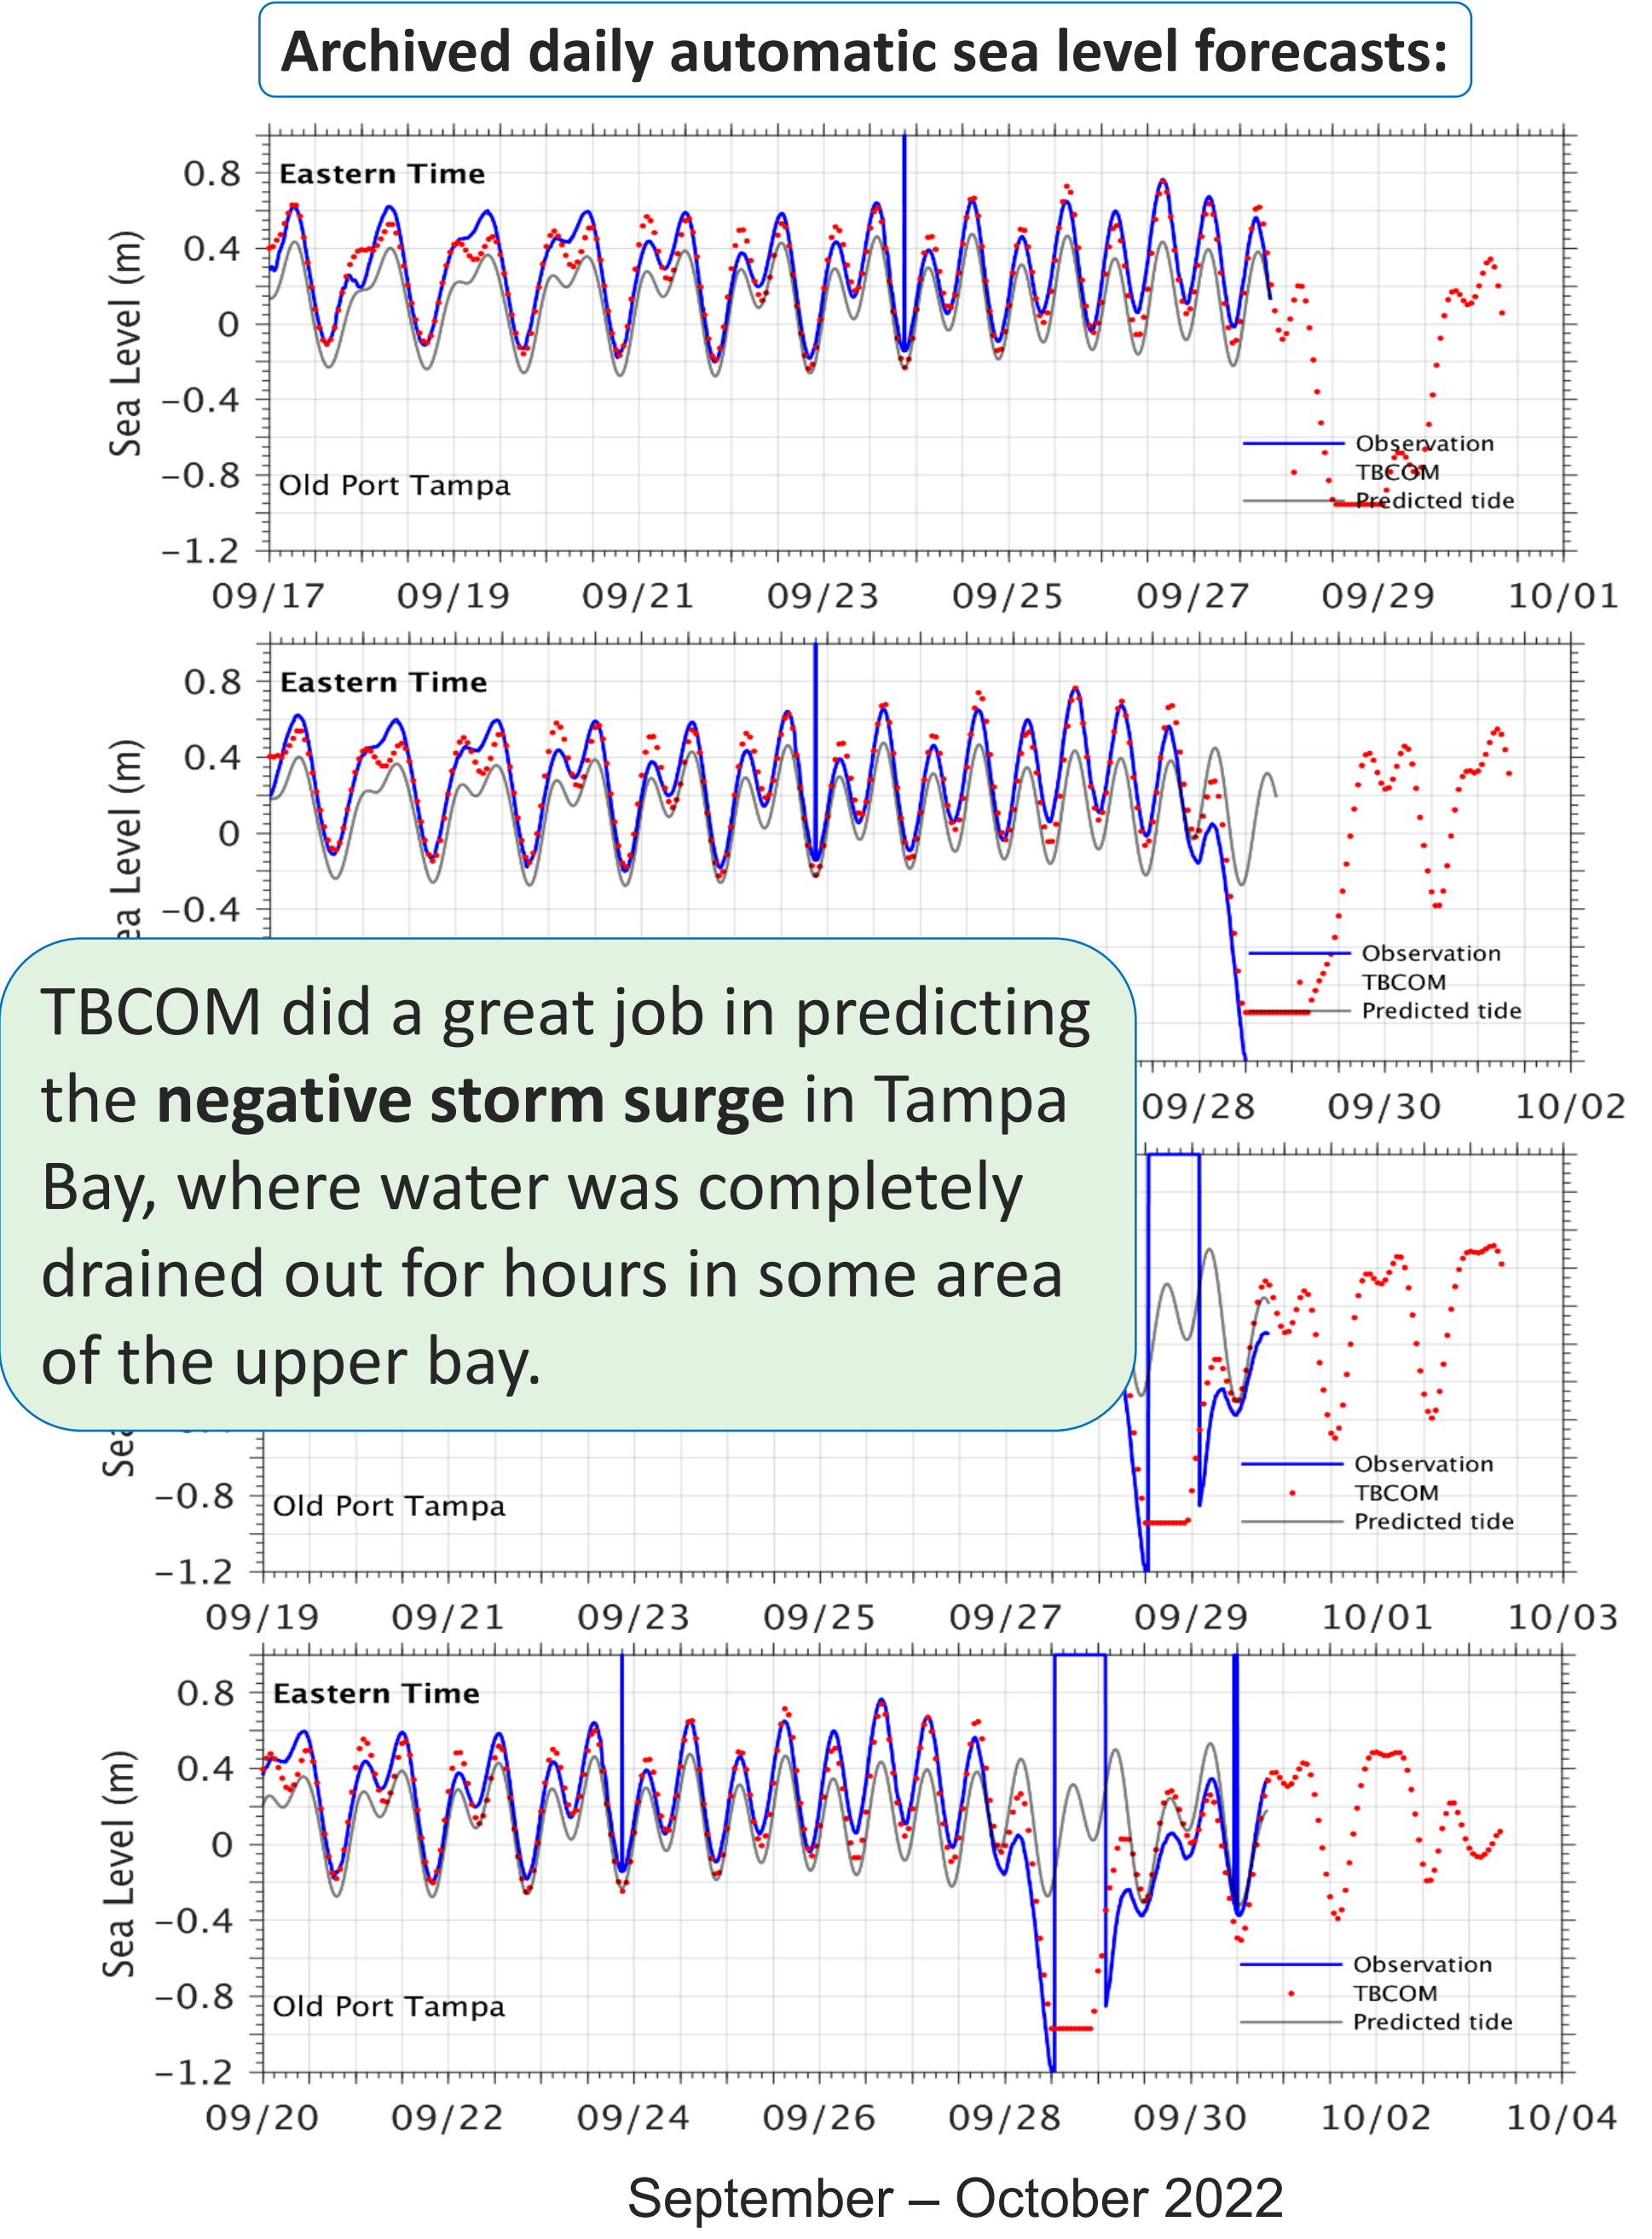 Archived daily automatic sea level forecasts:
0.8
Eastern Time
0.4
0
−0.4
−0.8
−1.2
Sea Level (m)
Old Port Tampa
Observation
TBCOM
Predicted tide
09/17 09/19 09/21 09/23 09/25 09/27 09/29 10/01
0.8
Eastern Time
0.4
0
−0.4
Level (m)
Observation
TBCOM
Predicted tide
09/28 09/30 10/02
TBCOM did a great job in predicting
the negative storm surge in Tampa
Bay, where water was completely
drained out for hours in some area
of the upper bay.
−0.8
−1.2
Old Port Tampa
Observation
TBCOM
Predicted tide
09/19 09/21 09/23 09/25 09/27 09/29 10/01 10/03
0.8
Eastern Time
0.4
0
−0.4
−0.8
−1.2
Sea Level (m)
Old Port Tampa
Observation
TBCOM
Predicted tide
09/20 09/22 09/24 09/26 09/28 09/30 10/02 10/04
September – October 2022